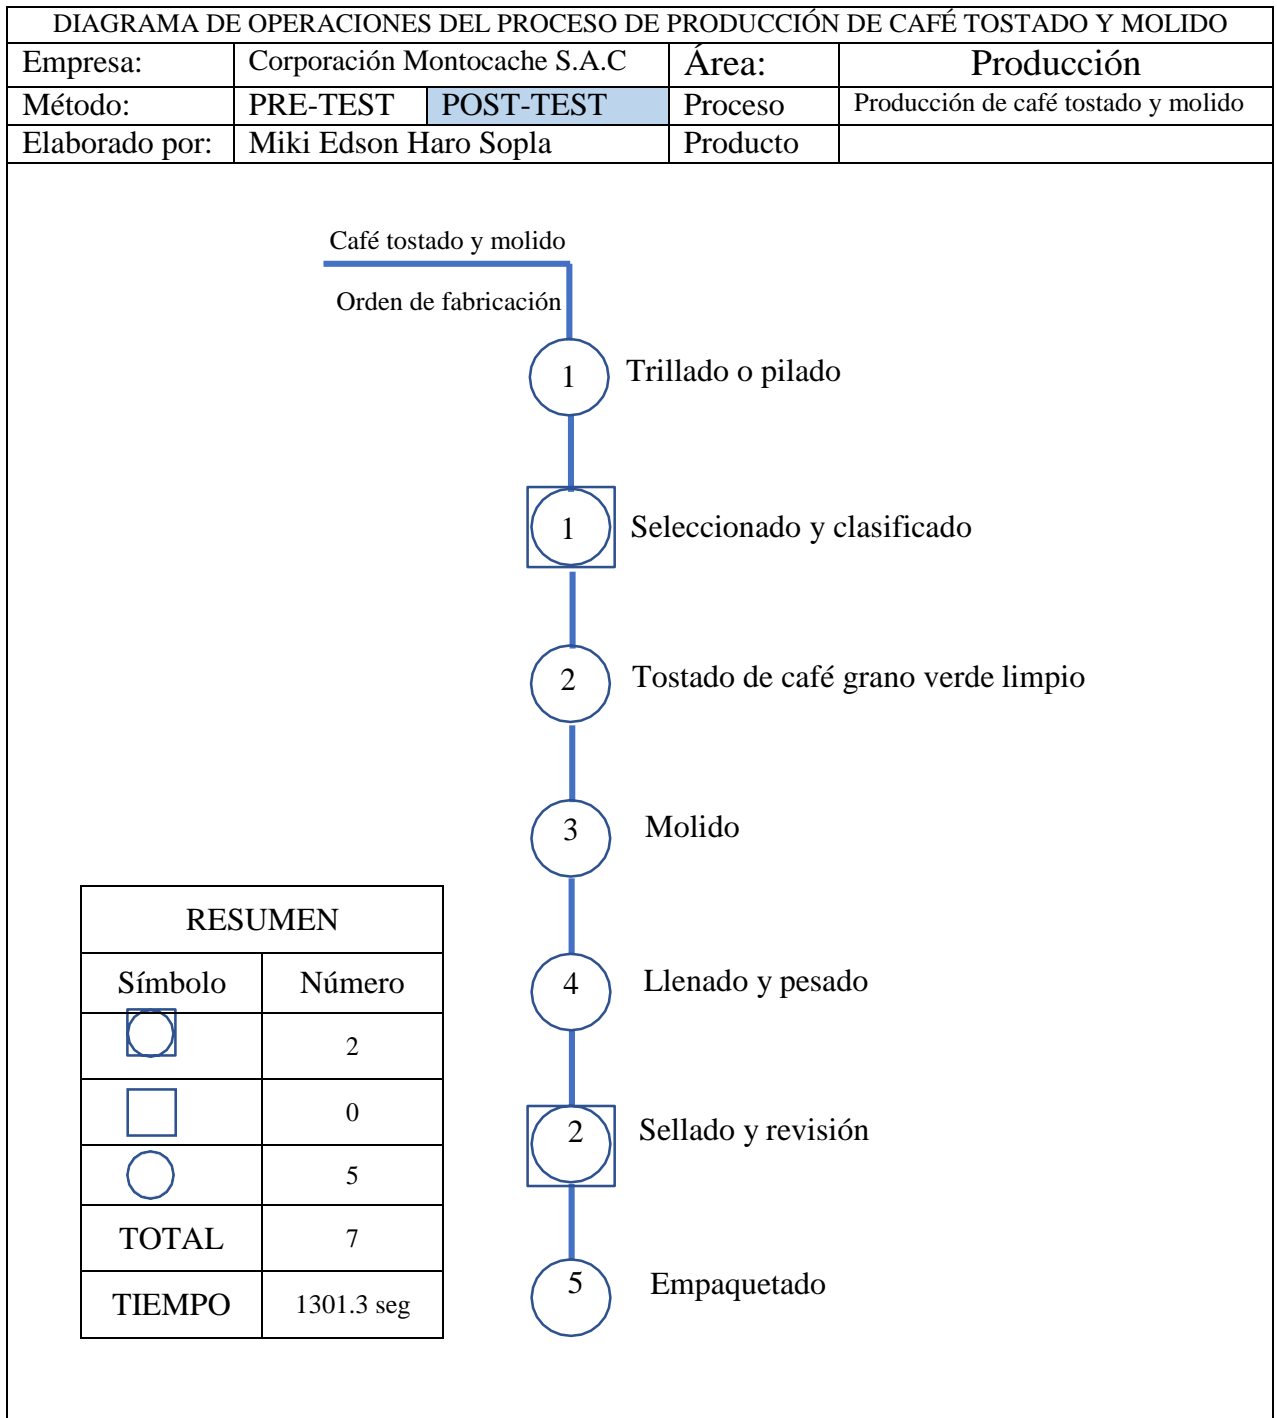 DIAGRAMA DE OPERACIONES DEL PROCESO DE PRODUCCIÓN DE CAFÉ TOSTADO Y MOLIDO
Empresa: Corporación Montocache S.A.C Área: Producción
Método: PRE-TEST POST-TEST Proceso Producción de café tostado y molido
Elaborado por: Miki Edson Haro Sopla Producto
Café tostado y molido
Orden de fabricación
1 Trillado o pilado
1 Seleccionado y clasificado
2 Tostado de café grano verde limpio
3 Molido
4 Llenado y pesado
2 Sellado y revisión
5 Empaquetado
RESUMEN
Símbolo Número
2
0
5
TOTAL 7
TIEMPO 1301.3 seg